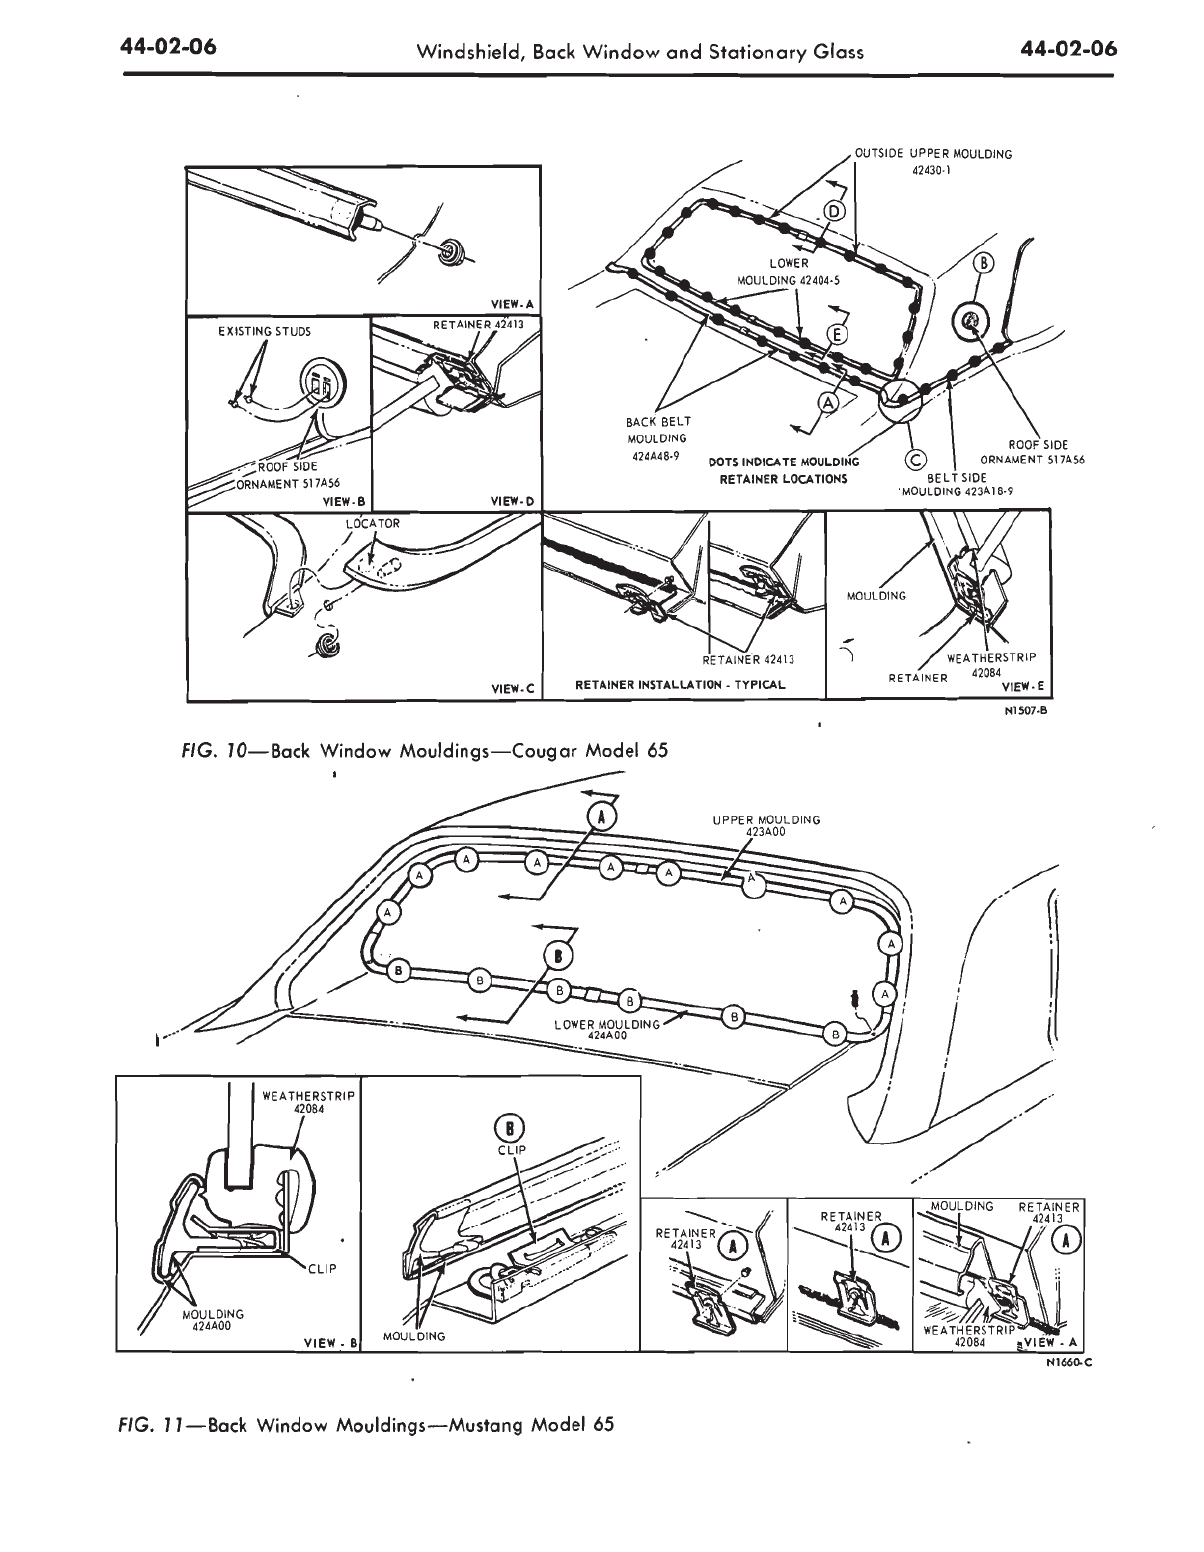 44-02-06
Windshield, Back Window and Stationary Glass
44-02-06
OUTSIDE UPPER MOULDING
42430-1
D
LOWER
MOULDING 42404-5
B
E
A
C
BACK BELT
MOULDING
424A48-9
DOTS INDICATE MOULDING
RETAINER LOCATIONS
BELT SIDE
MOULDING 423A18-9
ROOF SIDE
ORNAMENT 517A56
VIEW-A
EXISTING STUDS
ROOF SIDE
ORNAMENT 517A56
VIEW-B
RETAINER 42413
VIEW-D
LOCATOR
VIEW-C
RETAINER 42413
RETAINER INSTALLATION - TYPICAL
MOULDING
WEATHERSTRIP
42084
RETAINER
VIEW-E
N1507-B
FIG. 10—Back Window Mouldings—Cougar Model 65
A
UPPER MOULDING
423A00
A
A
A
A
A
A
A
A
A
A
B
B
B
B
B
B
B
LOWER MOULDING
424A00
WEATHERSTRIP
42084
CLIP
MOULDING
424A00
VIEW - B
B
CLIP
MOULDING
RETAINER
42413
A
RETAINER
42413
A
MOULDING
RETAINER
42413
A
WEATHERSTRIP
42084
VIEW - A
N1660-C
FIG. 11—Back Window Mouldings—Mustang Model 65